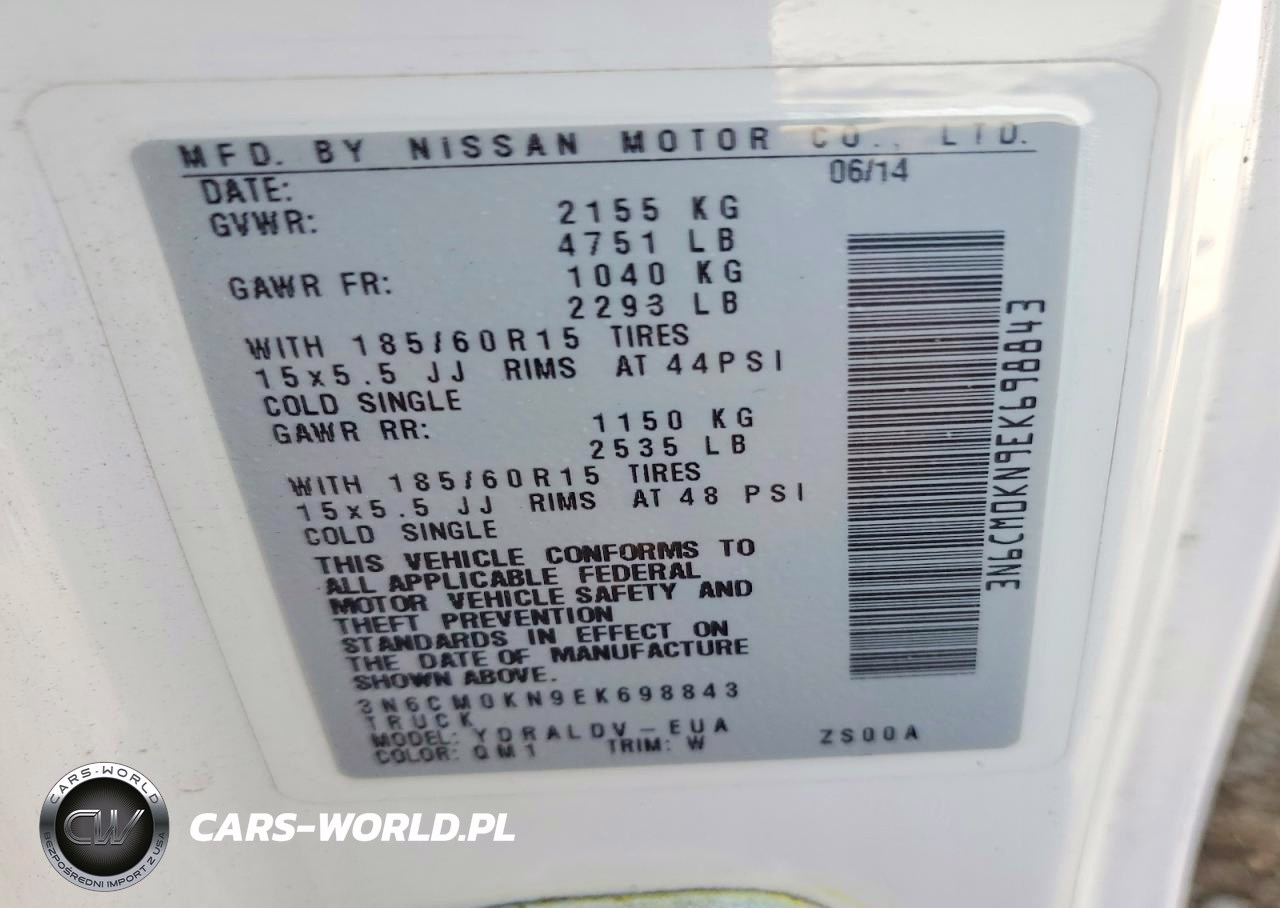 MFD. BY NISSAN MOTOR CO., LTD.
DATE: 06/14
GVWR: 2155 KG
4751 LB
GAWR FR: 1040 KG
2293 LB
WITH 185/60R15 TIRES
15x5.5 JJ RIMS AT 44PSI
COLD SINGLE
GAWR RR: 1150 KG
2535 LB
WITH 185/60R15 TIRES
15x5.5 JJ RIMS AT 48 PSI
COLD SINGLE
THIS VEHICLE CONFORMS TO
ALL APPLICABLE FEDERAL
MOTOR VEHICLE SAFETY AND
THEFT PREVENTION
STANDARDS IN EFFECT ON
THE DATE OF MANUFACTURE
SHOWN ABOVE.
3N6CM0KN9EK698843
TRUCK
MODEL: YDRALDV-EUA
COLOR: QM1 TRIM: W ZS00A
3N6CM0KN9EK698843
CARS-WORLD
CW
BEZPOŚREDNI IMPORT Z USA
CARS-WORLD.PL